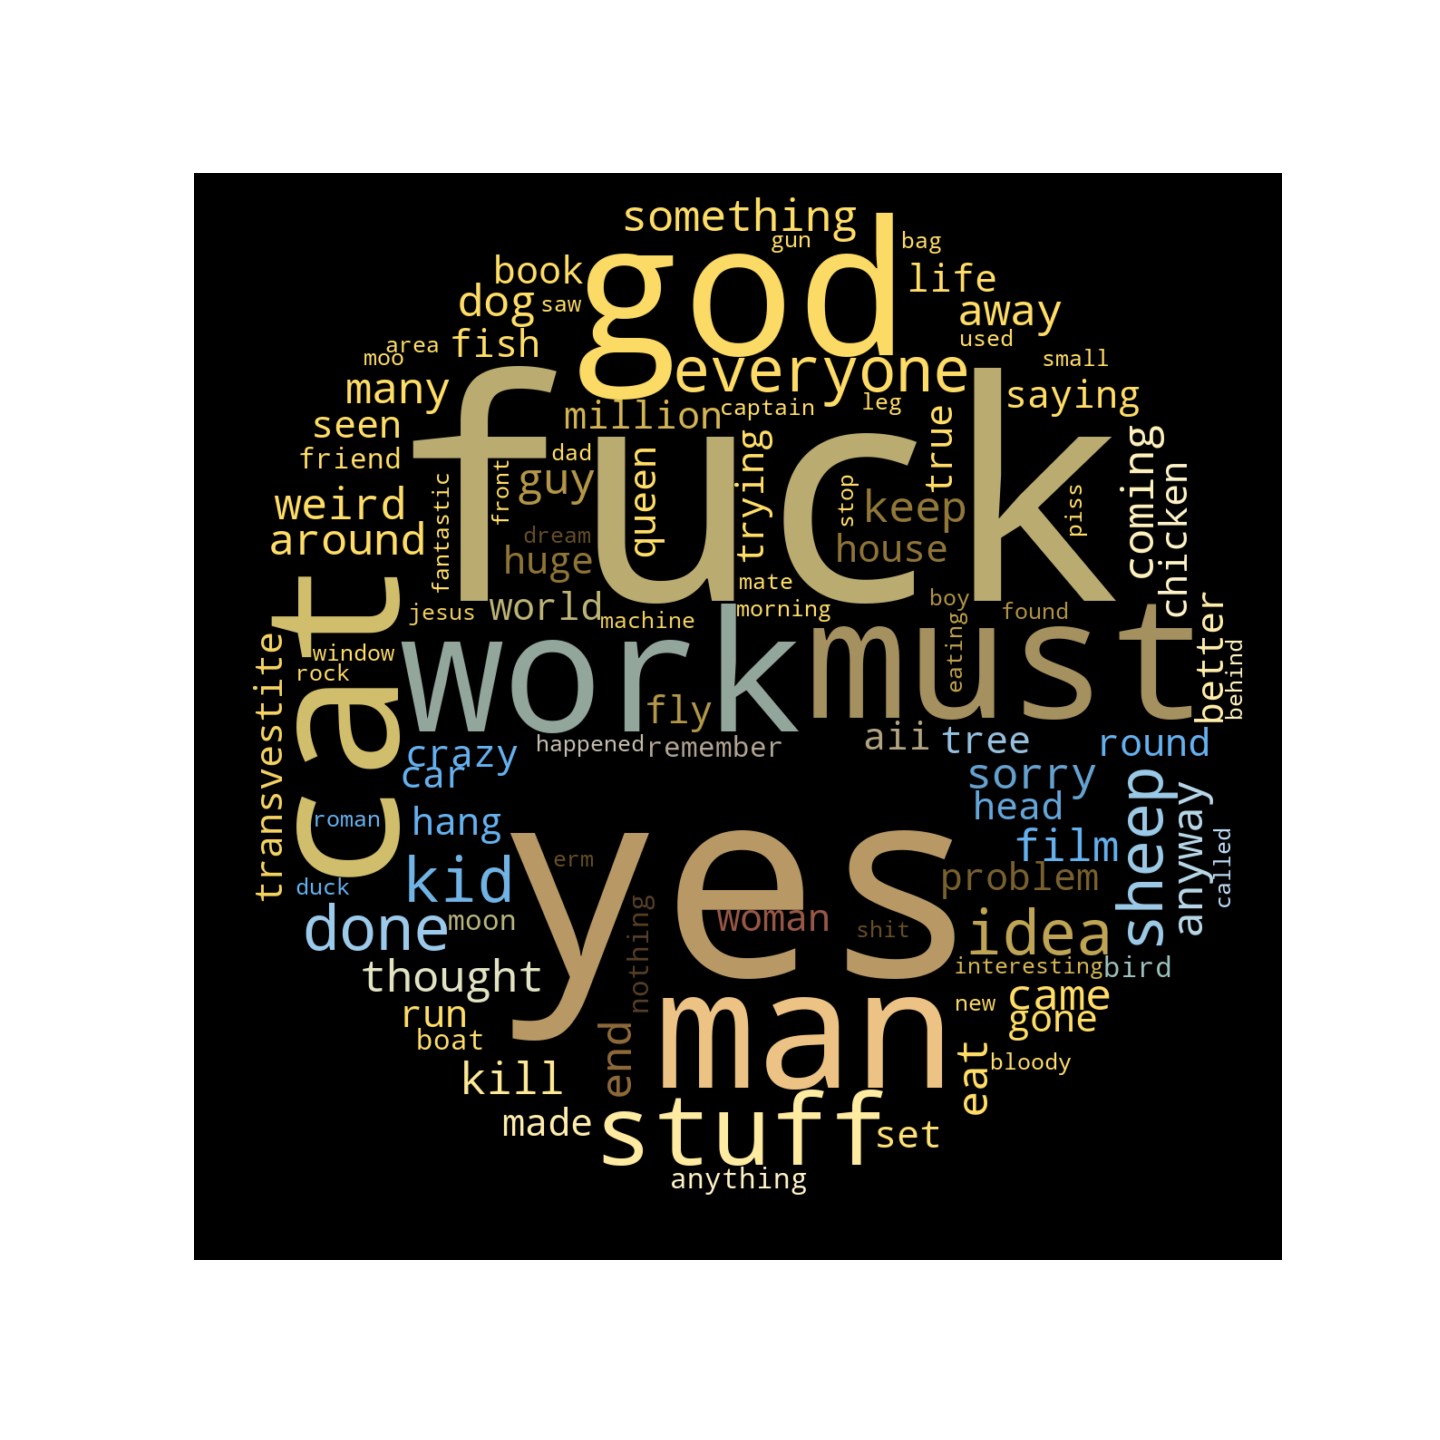 something
gun
bag
god
book
life
dog
saw
away
area
moo
fish
used
small
everyone
many
saying
million
captain
leg
seen
true
friend
dad
fuck
queen
trying
coming
guy
front
fantastic
stop
keep
piss
chicken
weird
around
dream
house
huge
mate
boy
jesus
world
machine
morning
found
cat
work
must
eating
better
behind
transvestite
window
rock
fly
crazy
car
happened
remember
aii
tree
round
sorry
head
sheep
anyway
roman
hang
film
called
erm
kid
yes
problem
duck
done
moon
nothing
woman
shit
idea
interesting
bird
thought
run
man
new
came
gone
boat
end
eat
bloody
kill
made
stuff
set
anything